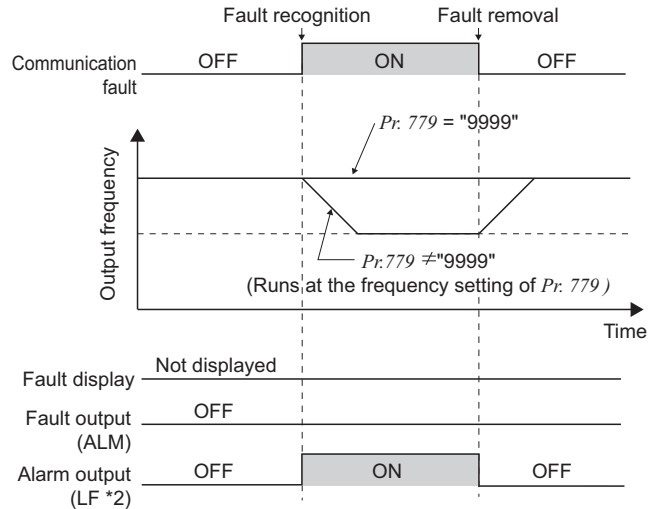 Fault recognition
Fault removal
Communication
fault
OFF
ON
OFF
Pr. 779 = "9999"
Output frequency
Pr.779 ≠"9999"
(Runs at the frequency setting of Pr. 779 )
Time
Fault display
Not displayed
Fault output
(ALM)
OFF
Alarm output
(LF *2)
OFF
ON
OFF